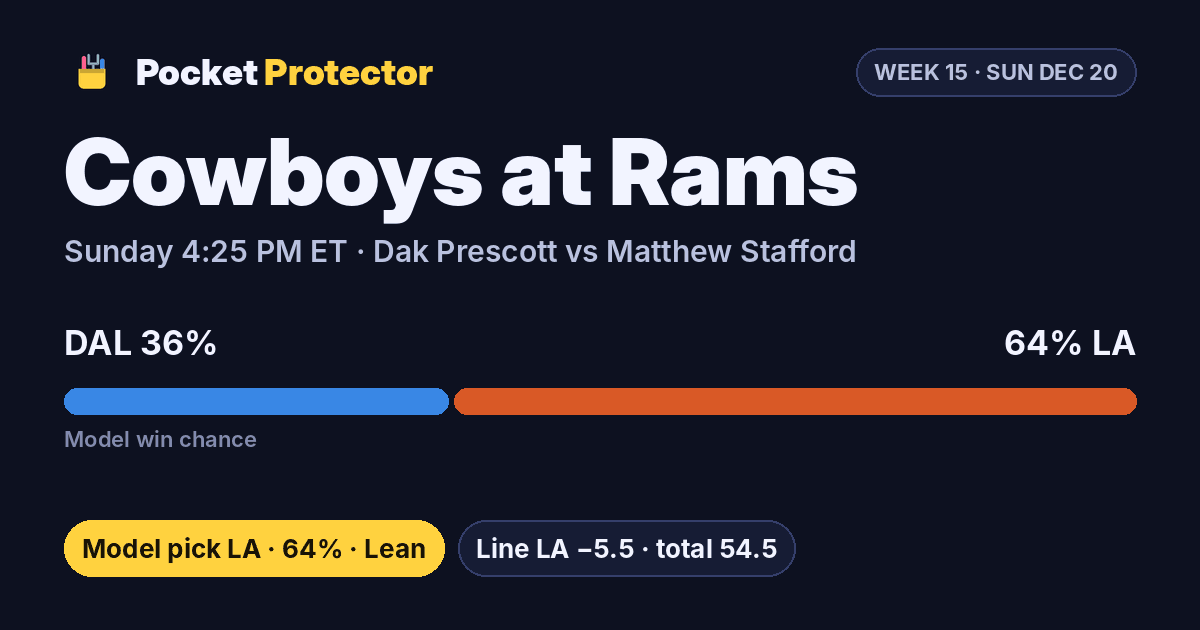 Pocket Protector
WEEK 15 · SUN DEC 20
Cowboys at Rams
Sunday 4:25 PM ET · Dak Prescott vs Matthew Stafford
DAL 36%
64% LA
Model win chance
Model pick LA · 64% · Lean
Line LA −5.5 · total 54.5